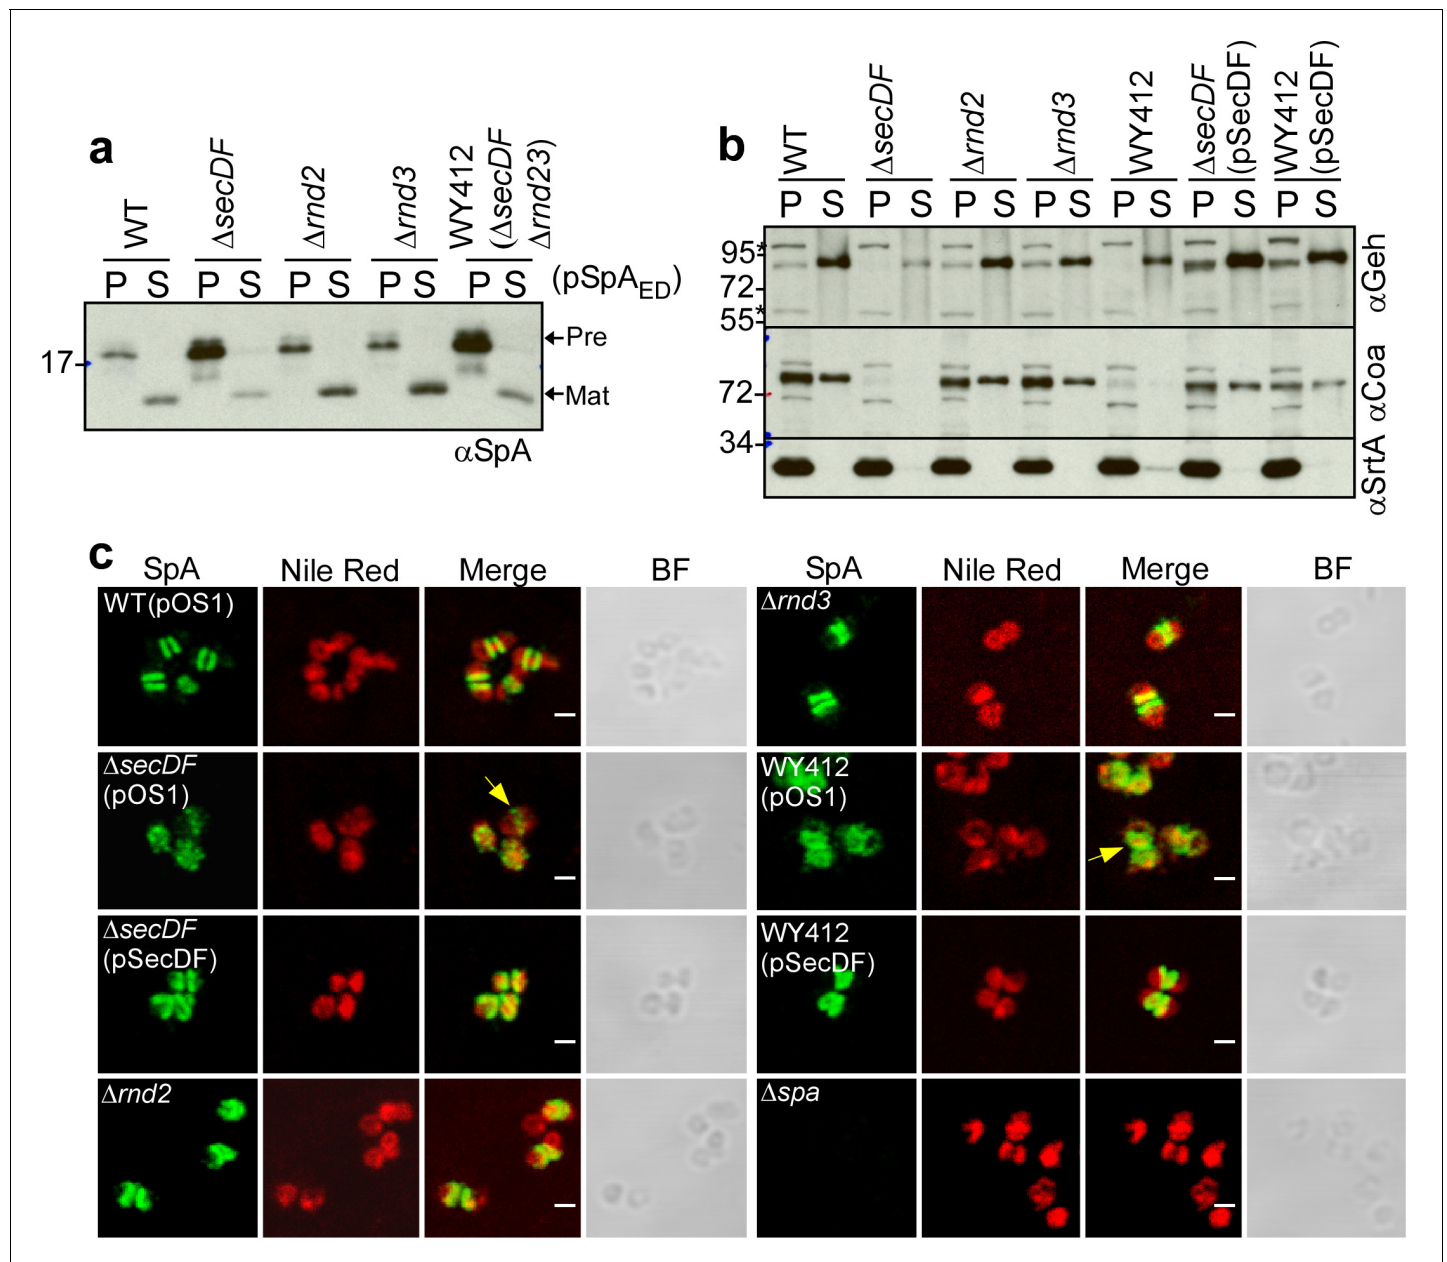 a
WT
ΔsecDF
Δrnd2
Δrnd3
WY412
(ΔsecDF
Δrnd23)
P S P S P S P S P S (pSpAED)
17
←Pre
←Mat
αSpA
b
WT
ΔsecDF
Δrnd2
Δrnd3
WY412
ΔsecDF
(pSecDF)
WY412
(pSecDF)
P S P S P S P S P S P S P S
95*
72
55*
αGeh
72
αCoa
34
αSrtA
c
SpA Nile Red Merge BF SpA Nile Red Merge BF
WT(pOS1)
Δrnd3
ΔsecDF
(pOS1)
WY412
(pOS1)
ΔsecDF
(pSecDF)
WY412
(pSecDF)
Δrnd2
Δspa